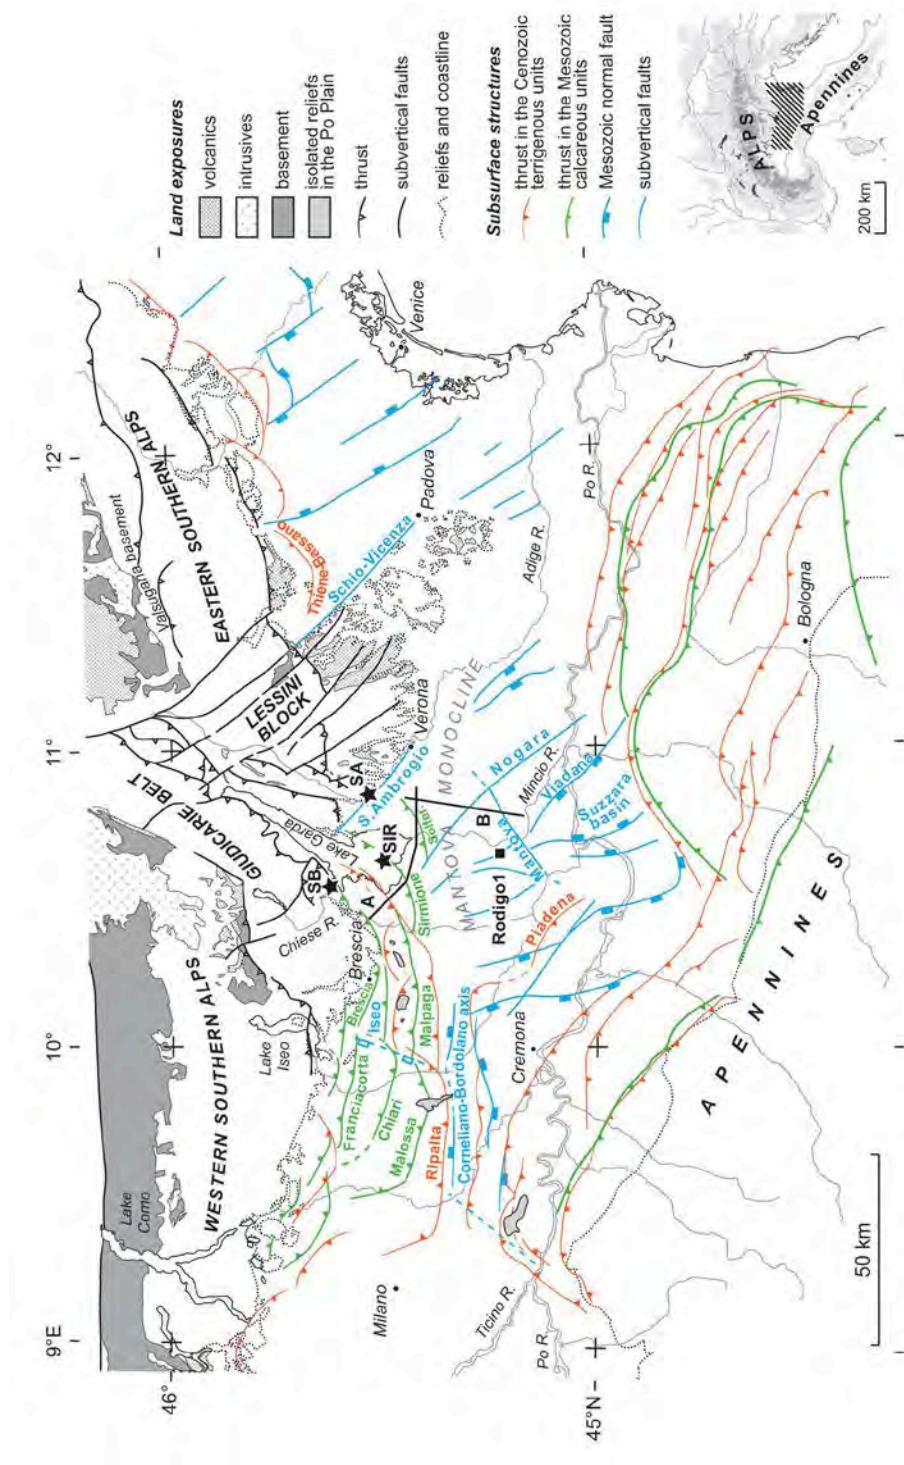 9°E
10°
11°
12°
46°
45°N
Lake
Como
WESTERN SOUTHERN ALPS
Lake
Iseo
GIUDICARIE BELT
Chiese R.
Lake Garda
Valsugana
basement
EASTERN SOUTHERN ALPS
LESSINI
BLOCK
SB
SIR
SA
A
B
Thiene-Bassano
Schio-Vicenza
S.Ambrogio
Verona
Padova
Venice
Brescia
Brescia
Iseo
Franciacorta
Chiari
Malossa
Malpaga
Sirmione
Solfer.
Ripalta
Corneliano-Bordolano axis
Milano
Cremona
Piadena
Rodigo1
Mantova
MANTOVA MONOCLINE
Nogara
Mincio R.
Viadana
Suzzara
basin
Adige R.
Po R.
Ticino R.
Po R.
Bologna
APENNINES
50 km
Land exposures
volcanics
intrusives
basement
isolated reliefs
in the Po Plain
thrust
subvertical faults
reliefs and coastline
Subsurface structures
thrust in the Cenozoic
terrigenous units
thrust in the Mesozoic
calcareous units
Mesozoic normal fault
subvertical faults
ALPS
Apennines
200 km